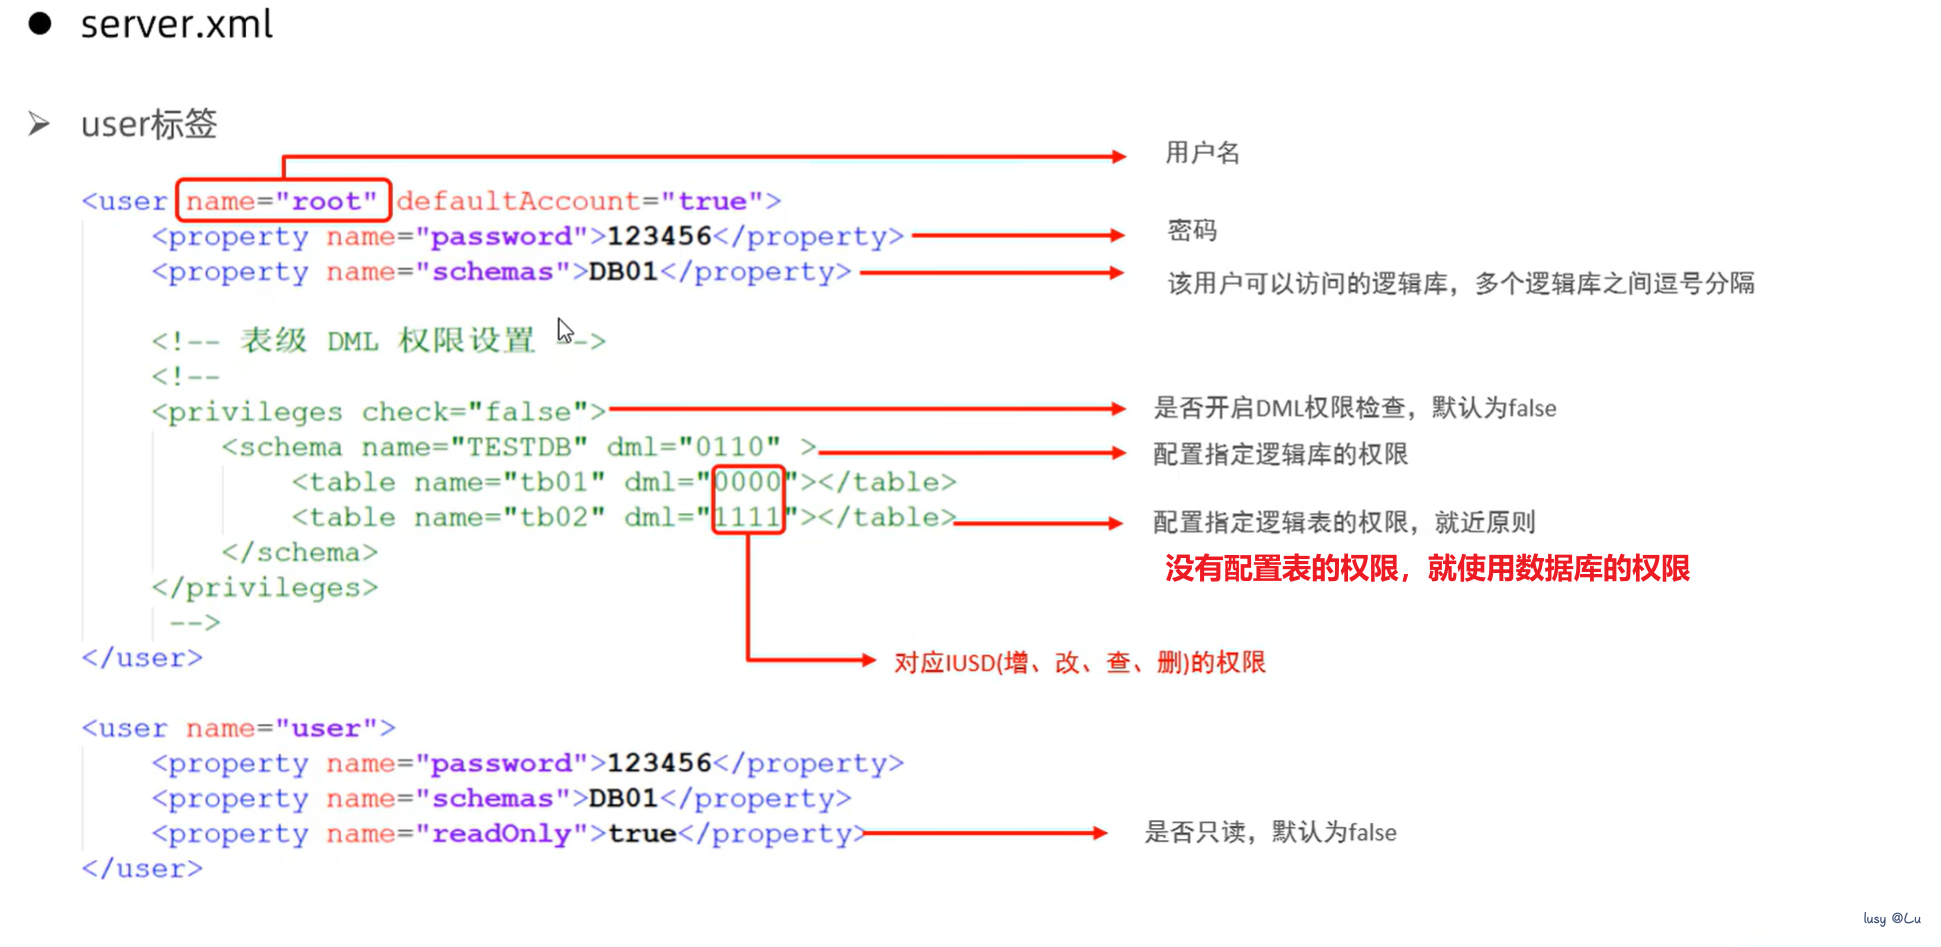 server.xml
user标签
用户名
<user name="root" defaultAccount="true">
密码
<property name="password">123456</property>
<property name="schemas">DB01</property>
该用户可以访问的逻辑库，多个逻辑库之间逗号分隔
<!-- 表级 DML 权限设置 -->
<!--
<privileges check="false">
是否开启DML权限检查，默认为false
<schema name="TESTDB" dml="0110" >
配置指定逻辑库的权限
<table name="tb01" dml="0000"></table>
<table name="tb02" dml="1111"></table>
配置指定逻辑表的权限，就近原则
</schema>
没有配置表的权限，就使用数据库的权限
</privileges>
-->
</user>
对应IUSD(增、改、查、删)的权限
<user name="user">
<property name="password">123456</property>
<property name="schemas">DB01</property>
<property name="readOnly">true</property>
是否只读，默认为false
</user>
lusy @Lu